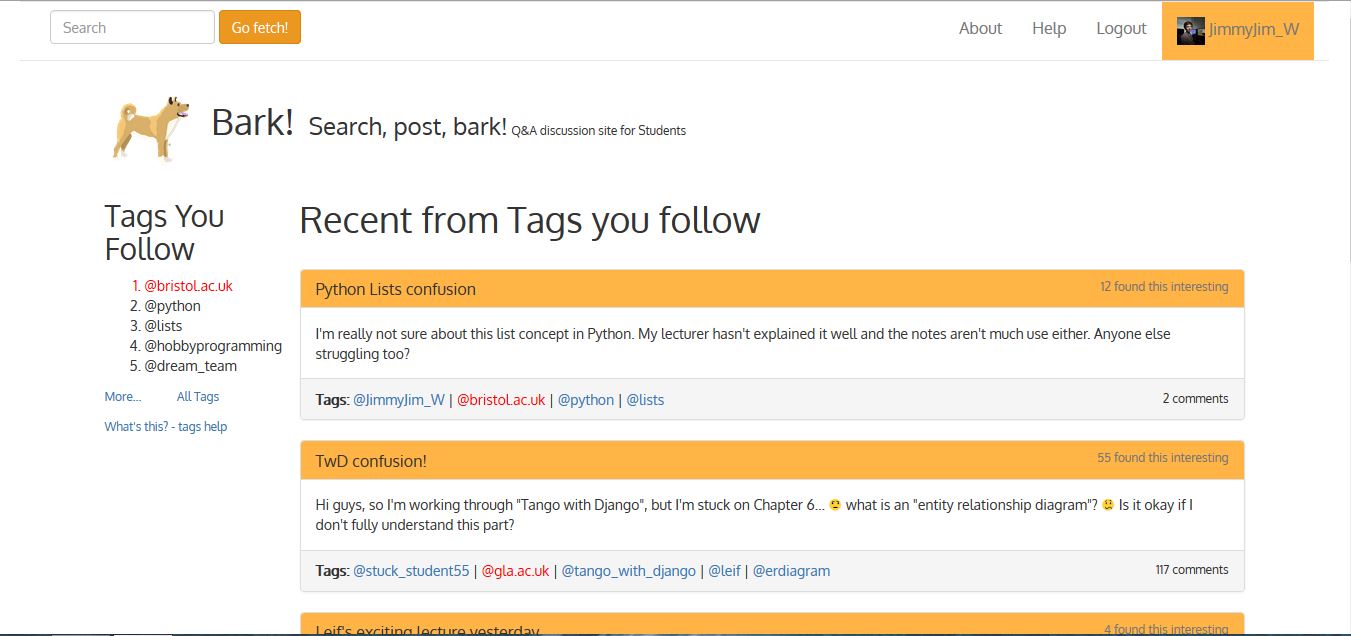 Search Go fetch! About Help Logout JimmyJim_W
Bark! Search, post, bark! Q&A discussion site for Students
Tags You
Follow
1. @bristol.ac.uk
2. @python
3. @lists
4. @hobbyprogramming
5. @dream_team
More... All Tags
What's this? - tags help
Recent from Tags you follow
Python Lists confusion 12 found this interesting
I'm really not sure about this list concept in Python. My lecturer hasn't explained it well and the notes aren't much use either. Anyone else
struggling too?
Tags: @JimmyJim_W | @bristol.ac.uk | @python | @lists 2 comments
TwD confusion! 55 found this interesting
Hi guys, so I'm working through "Tango with Django", but I'm stuck on Chapter 6... 😕 what is an "entity relationship diagram"? 😕 Is it okay if I
don't fully understand this part?
Tags: @stuck_student55 | @gla.ac.uk | @tango_with_django | @leif | @erdiagram 117 comments
Leif's exciting lecture yesterday. 4 found this interesting